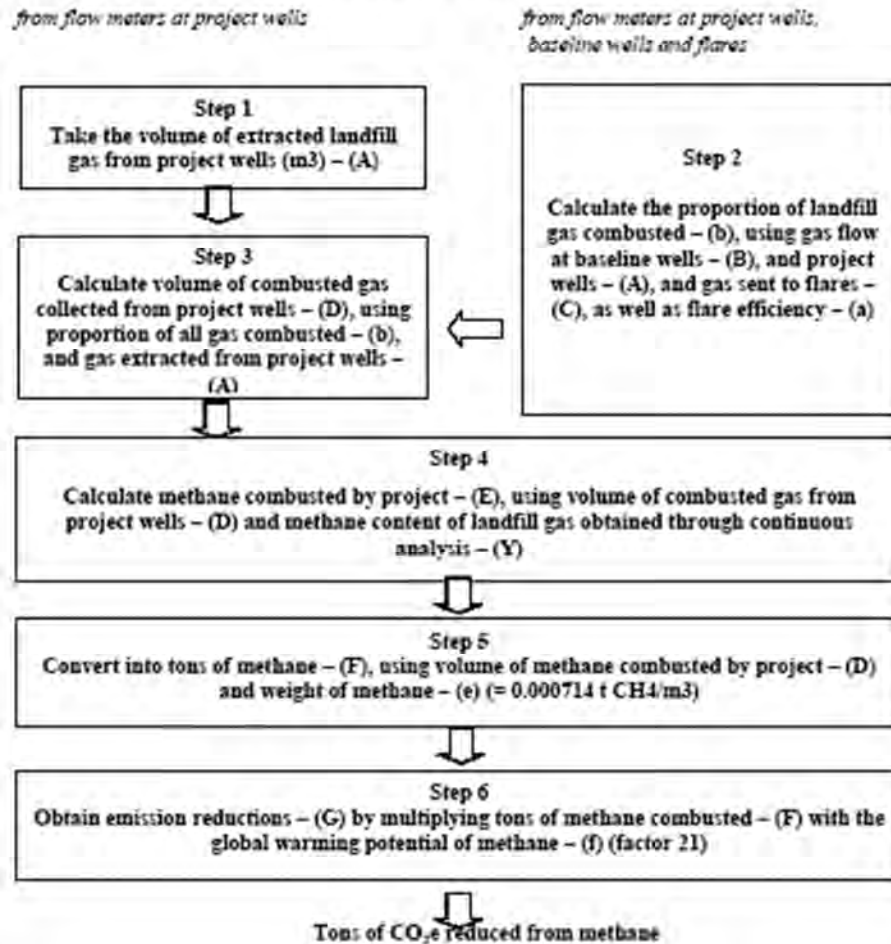 from flow meters at project wells
from flow meters at project wells,
baseline wells and flares
Step 1
Take the volume of extracted landfill
gas from project wells (m3) – (A)
Step 2
Calculate the proportion of landfill
gas combusted – (b), using gas flow
at baseline wells – (B), and project
wells – (A), and gas sent to flares –
(C), as well as flare efficiency – (a)
Step 3
Calculate volume of combusted gas
collected from project wells – (D), using
proportion of all gas combusted – (b),
and gas extracted from project wells –
(A)
Step 4
Calculate methane combusted by project – (E), using volume of combusted gas from
project wells – (D) and methane content of landfill gas obtained through continuous
analysis – (Y)
Step 5
Convert into tons of methane – (F), using volume of methane combusted by project – (D)
and weight of methane – (e) (= 0.000714 t CH4/m3)
Step 6
Obtain emission reductions – (G) by multiplying tons of methane combusted – (F) with the
global warming potential of methane – (f) (factor 21)
Tons of CO₂e reduced from methane